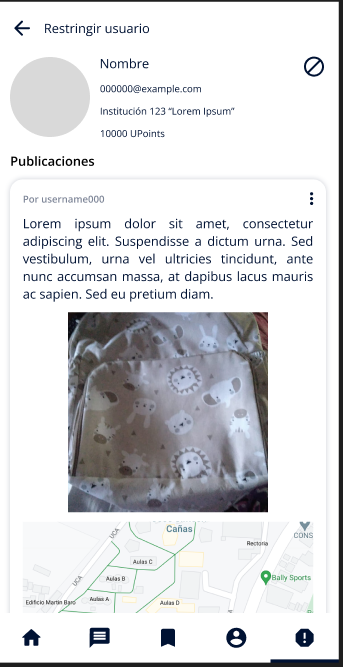 Restringir usuario
Nombre
000000@example.com
Institución 123 “Lorem Ipsum”
10000 UPoints
Publicaciones
Por username000
Lorem ipsum dolor sit amet, consectetur
adipiscing elit. Suspendisse a dictum urna. Sed
vestibulum, urna vel ultricies tincidunt, ante
nunc accumsan massa, at dapibus lacus mauris
ac sapien. Sed eu pretium diam.
Cañas
CONS
UCA
Rectoria
Aulas C
UCA
Aulas B
Bally Sports
Edificio Martin Baro
Aulas A
Aulas D